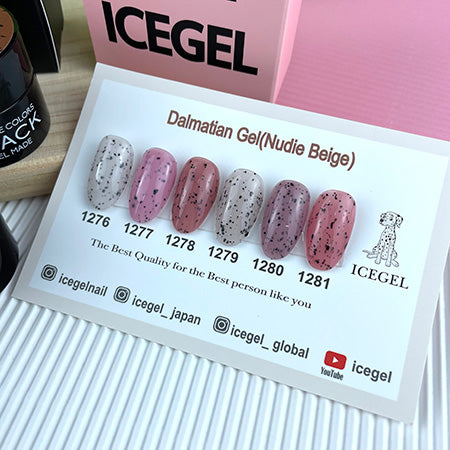 ICEGEL
E COLORS
ACK
EL MADE
Dalmatian Gel(Nudie Beige)
1276 1277 1278 1279 1280 1281
ICEGEL
The Best Quality for the Best person like you
icegelnail icegel_japan icegel_global YouTube icegel